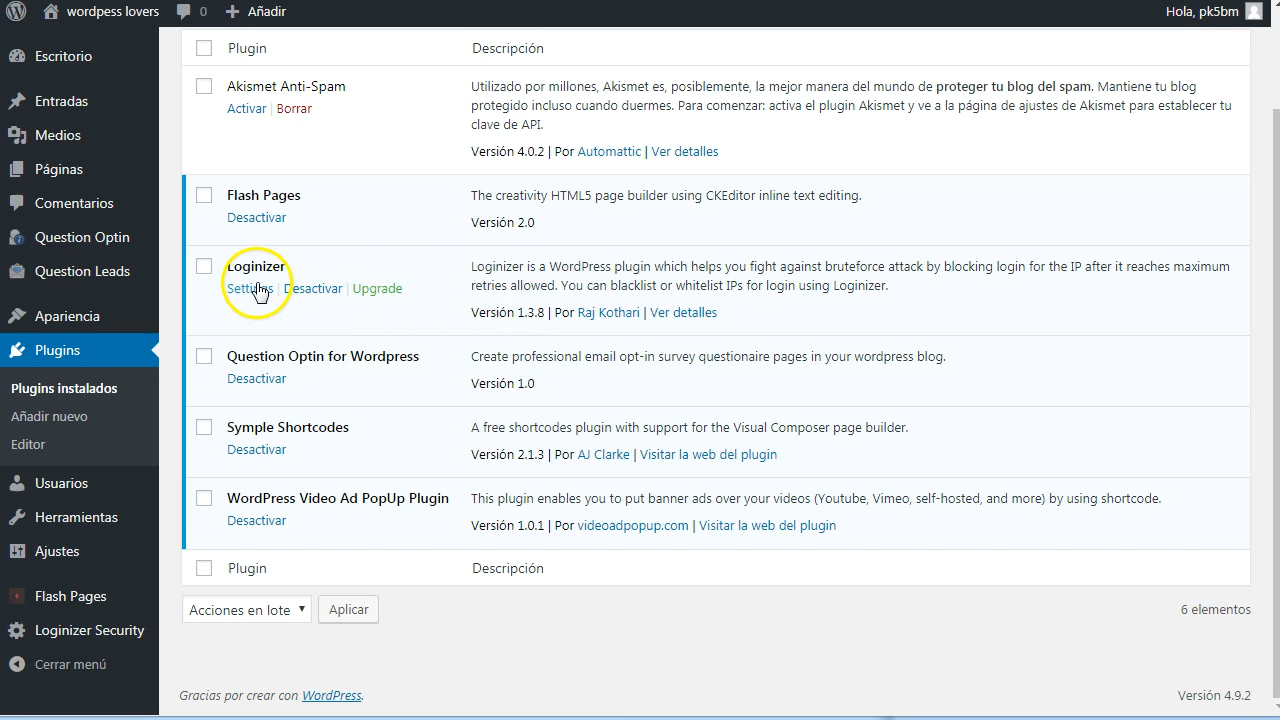 wordpess lovers 0 Añadir Hola, pk5bm
Escritorio
Entradas
Medios
Páginas
Comentarios
Question Optin
Question Leads
Apariencia
Plugins
Plugins instalados
Añadir nuevo
Editor
Usuarios
Herramientas
Ajustes
Flash Pages
Loginizer Security
Cerrar menú
Plugin Descripción
Akismet Anti-Spam
Activar | Borrar
Utilizado por millones, Akismet es, posiblemente, la mejor manera del mundo de proteger tu blog del spam. Mantiene tu blog
protegido incluso cuando duermes. Para comenzar: activa el plugin Akismet y ve a la página de ajustes de Akismet para establecer tu
clave de API.
Versión 4.0.2 | Por Automattic | Ver detalles
Flash Pages
Desactivar
The creativity HTML5 page builder using CKEditor inline text editing.
Versión 2.0
Loginizer
Settings | Desactivar | Upgrade
Loginizer is a WordPress plugin which helps you fight against bruteforce attack by blocking login for the IP after it reaches maximum
retries allowed. You can blacklist or whitelist IPs for login using Loginizer.
Versión 1.3.8 | Por Raj Kothari | Ver detalles
Question Optin for Wordpress
Desactivar
Create professional email opt-in survey questionaire pages in your wordpress blog.
Versión 1.0
Symple Shortcodes
Desactivar
A free shortcodes plugin with support for the Visual Composer page builder.
Versión 2.1.3 | Por AJ Clarke | Visitar la web del plugin
WordPress Video Ad PopUp Plugin
Desactivar
This plugin enables you to put banner ads over your videos (Youtube, Vimeo, self-hosted, and more) by using shortcode.
Versión 1.0.1 | Por videoadpopup.com | Visitar la web del plugin
Plugin Descripción
Acciones en lote Aplicar 6 elementos
Gracias por crear con WordPress. Versión 4.9.2